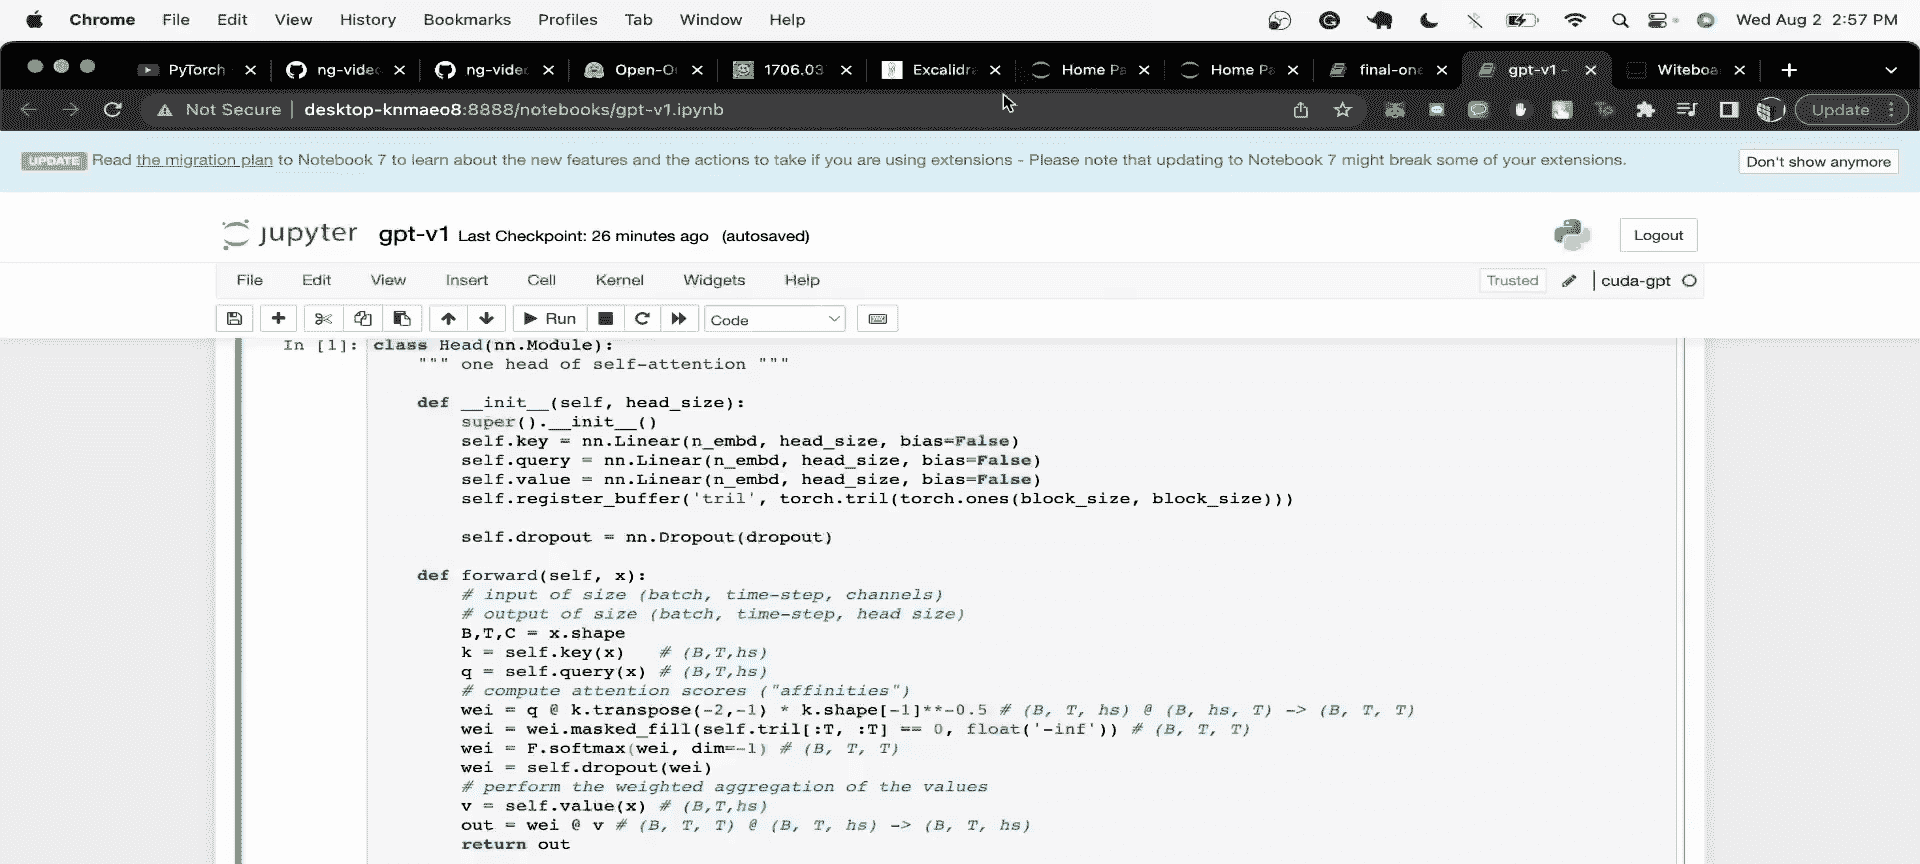 Chrome File Edit View History Bookmarks Profiles Tab Window Help Wed Aug 2 2:57 PM
PyTorch ng-vide ng-vide Open-O 1706.03 Excalidra Home Pa Home Pa final-one gpt-v1 - Witeboa
Not Secure | desktop-knmaeo8:8888/notebooks/gpt-v1.ipynb Update
UPDATE Read the migration plan to Notebook 7 to learn about the new features and the actions to take if you are using extensions - Please note that updating to Notebook 7 might break some of your extensions. Don't show anymore
jupyter gpt-v1 Last Checkpoint: 26 minutes ago (autosaved) Logout
File Edit View Insert Cell Kernel Widgets Help Trusted cuda-gpt
Run Code
In [1]: class Head(nn.Module):
""" one head of self-attention """
def __init__(self, head_size):
super().__init__()
self.key = nn.Linear(n_embd, head_size, bias=False)
self.query = nn.Linear(n_embd, head_size, bias=False)
self.value = nn.Linear(n_embd, head_size, bias=False)
self.register_buffer('tril', torch.tril(torch.ones(block_size, block_size)))
self.dropout = nn.Dropout(dropout)
def forward(self, x):
# input of size (batch, time-step, channels)
# output of size (batch, time-step, head size)
B,T,C = x.shape
k = self.key(x) # (B,T,hs)
q = self.query(x) # (B,T,hs)
# compute attention scores ("affinities")
wei = q @ k.transpose(-2,-1) * k.shape[-1]**-0.5 # (B, T, hs) @ (B, hs, T) -> (B, T, T)
wei = wei.masked_fill(self.tril[:T, :T] == 0, float('-inf')) # (B, T, T)
wei = F.softmax(wei, dim=-1) # (B, T, T)
wei = self.dropout(wei)
# perform the weighted aggregation of the values
v = self.value(x) # (B,T,hs)
out = wei @ v # (B, T, T) @ (B, T, hs) -> (B, T, hs)
return out